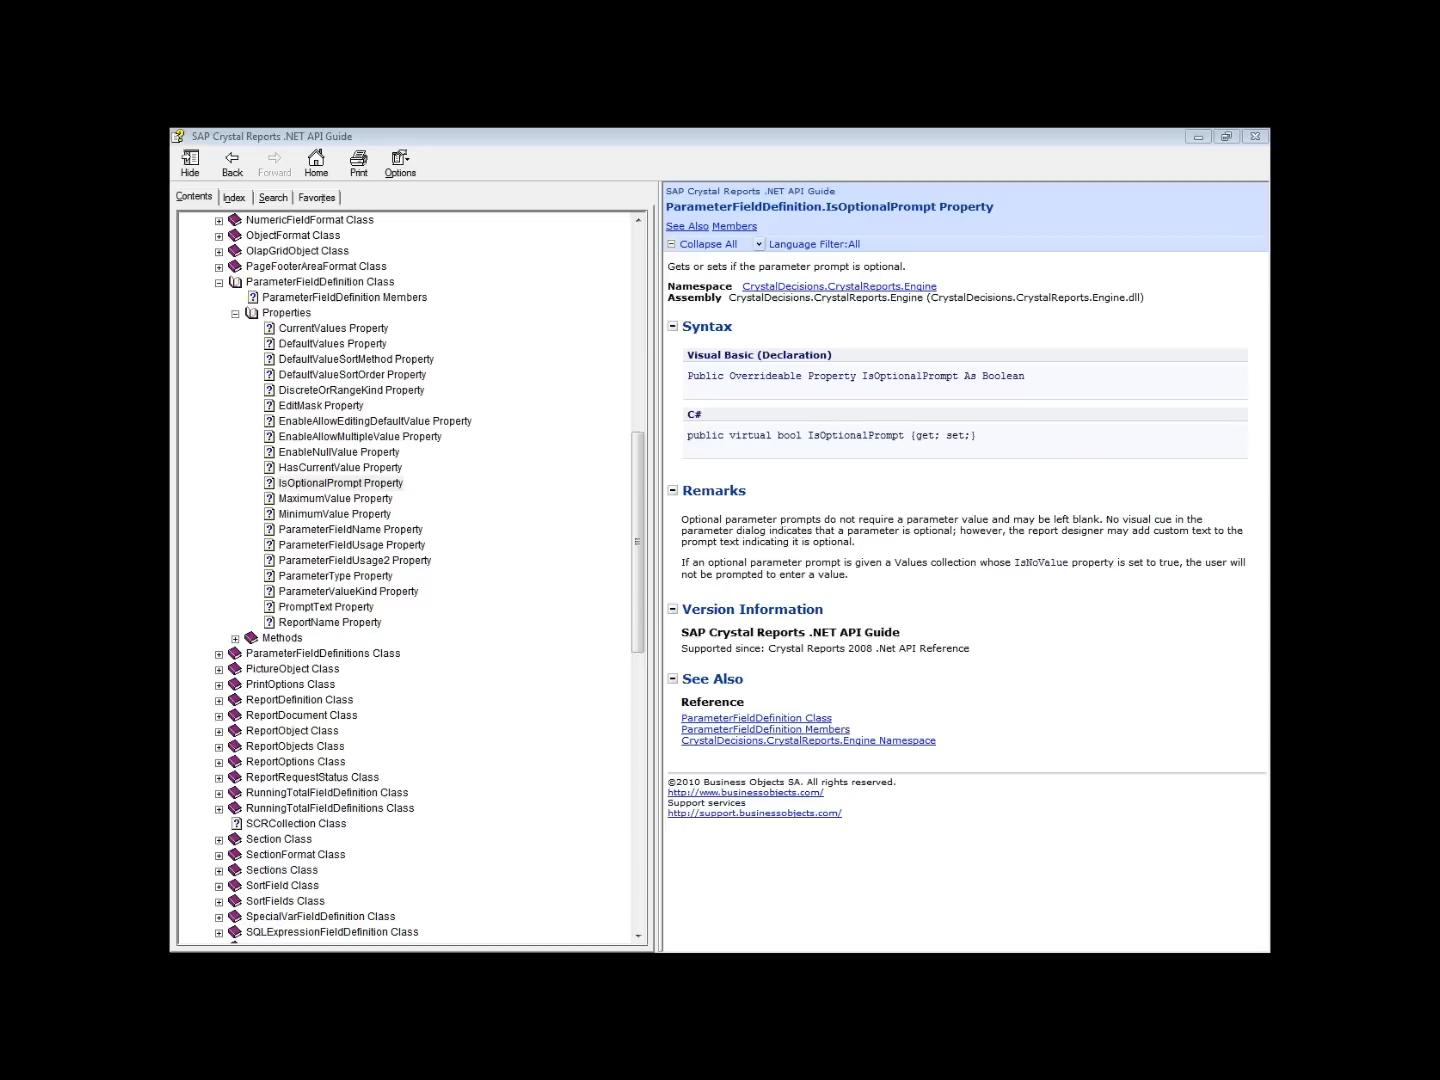 SAP Crystal Reports .NET API Guide
Hide Back Forward Home Print Options
Contents Index Search Favorites
NumericFieldFormat Class
ObjectFormat Class
OlapGridObject Class
PageFooterAreaFormat Class
ParameterFieldDefinition Class
ParameterFieldDefinition Members
Properties
CurrentValues Property
DefaultValues Property
DefaultValueSortMethod Property
DefaultValueSortOrder Property
DiscreteOrRangeKind Property
EditMask Property
EnableAllowEditingDefaultValue Property
EnableAllowMultipleValue Property
EnableNullValue Property
HasCurrentValue Property
IsOptionalPrompt Property
MaximumValue Property
MinimumValue Property
ParameterFieldName Property
ParameterFieldUsage Property
ParameterFieldUsage2 Property
ParameterType Property
ParameterValueKind Property
PromptText Property
ReportName Property
Methods
ParameterFieldDefinitions Class
PictureObject Class
PrintOptions Class
ReportDefinition Class
ReportDocument Class
ReportObject Class
ReportObjects Class
ReportOptions Class
ReportRequestStatus Class
RunningTotalFieldDefinition Class
RunningTotalFieldDefinitions Class
SCRCollection Class
Section Class
SectionFormat Class
Sections Class
SortField Class
SortFields Class
SpecialVarFieldDefinition Class
SQLExpressionFieldDefinition Class
SAP Crystal Reports .NET API Guide
ParameterFieldDefinition.IsOptionalPrompt Property
See Also Members
Collapse All Language Filter:All
Gets or sets if the parameter prompt is optional.
Namespace CrystalDecisions.CrystalReports.Engine
Assembly CrystalDecisions.CrystalReports.Engine (CrystalDecisions.CrystalReports.Engine.dll)
Syntax
Visual Basic (Declaration)
Public Overrideable Property IsOptionalPrompt As Boolean
C#
public virtual bool IsOptionalPrompt {get; set;}
Remarks
Optional parameter prompts do not require a parameter value and may be left blank. No visual cue in the
parameter dialog indicates that a parameter is optional; however, the report designer may add custom text to the
prompt text indicating it is optional.
If an optional parameter prompt is given a Values collection whose IsNoValue property is set to true, the user will
not be prompted to enter a value.
Version Information
SAP Crystal Reports .NET API Guide
Supported since: Crystal Reports 2008 .Net API Reference
See Also
Reference
ParameterFieldDefinition Class
ParameterFieldDefinition Members
CrystalDecisions.CrystalReports.Engine Namespace
©2010 Business Objects SA. All rights reserved.
http://www.businessobjects.com/
Support services
http://support.businessobjects.com/